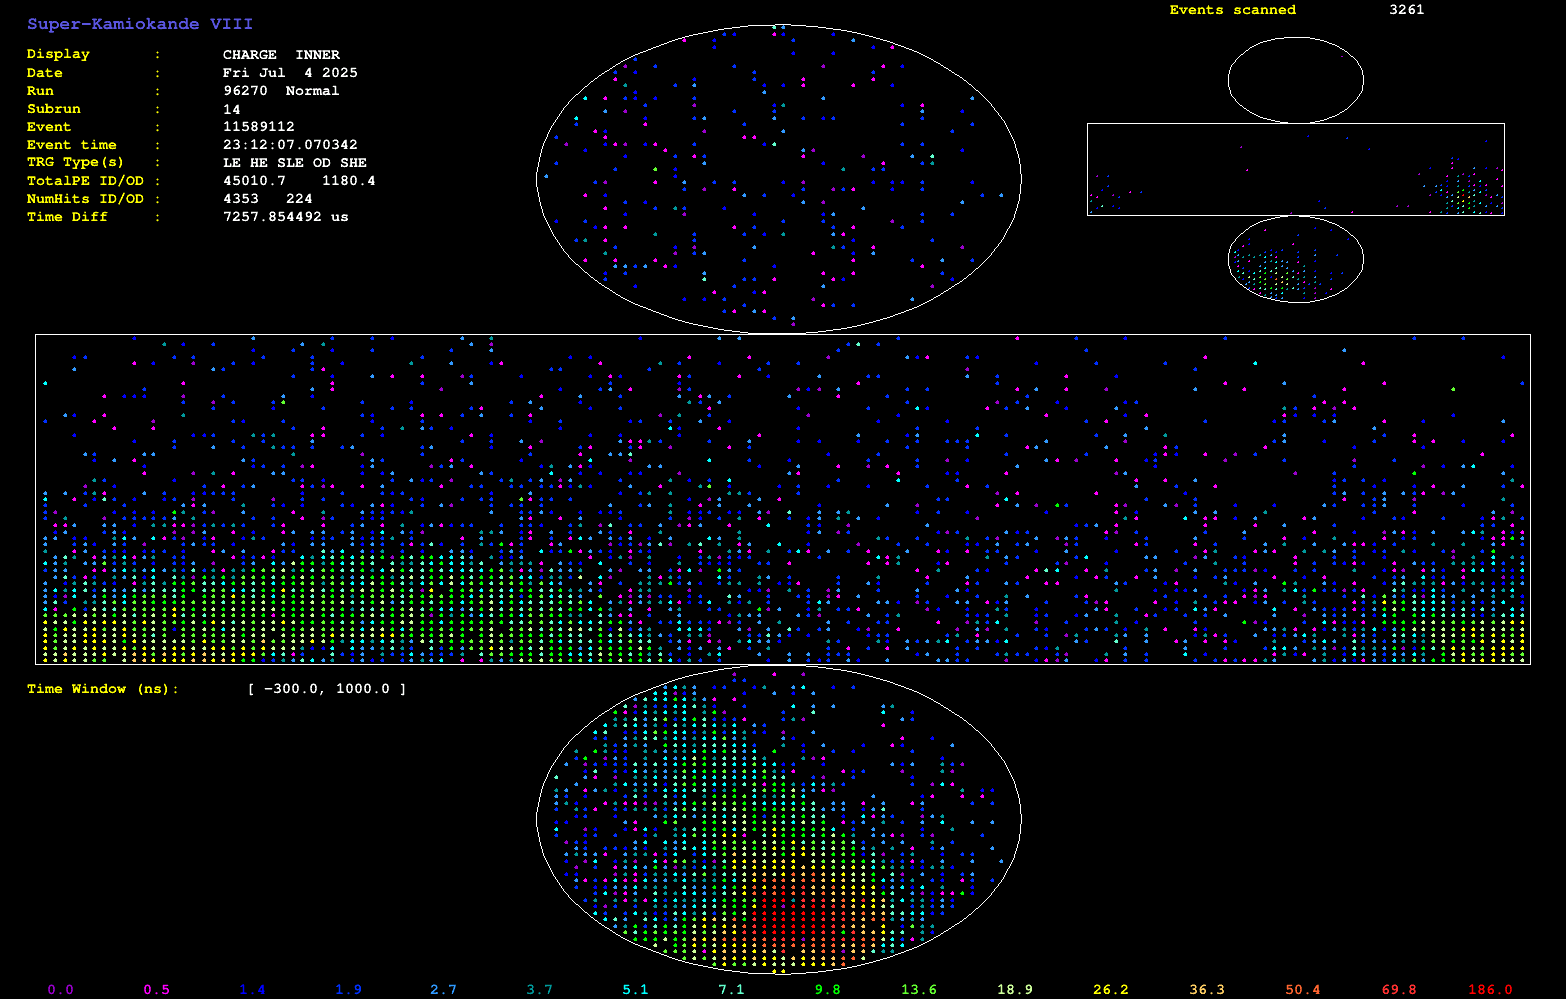 Super-Kamiokande VIII
Events scanned 3261
Display : CHARGE INNER
Date : Fri Jul 4 2025
Run : 96270 Normal
Subrun : 14
Event : 11589112
Event time : 23:12:07.070342
TRG Type(s) : LE HE SLE OD SHE
TotalPE ID/OD : 45010.7 1180.4
NumHits ID/OD : 4353 224
Time Diff : 7257.854492 us
Time Window (ns): [ -300.0, 1000.0 ]
0.0 0.5 1.4 1.9 2.7 3.7 5.1 7.1 9.8 13.6 18.9 26.2 36.3 50.4 69.8 186.0